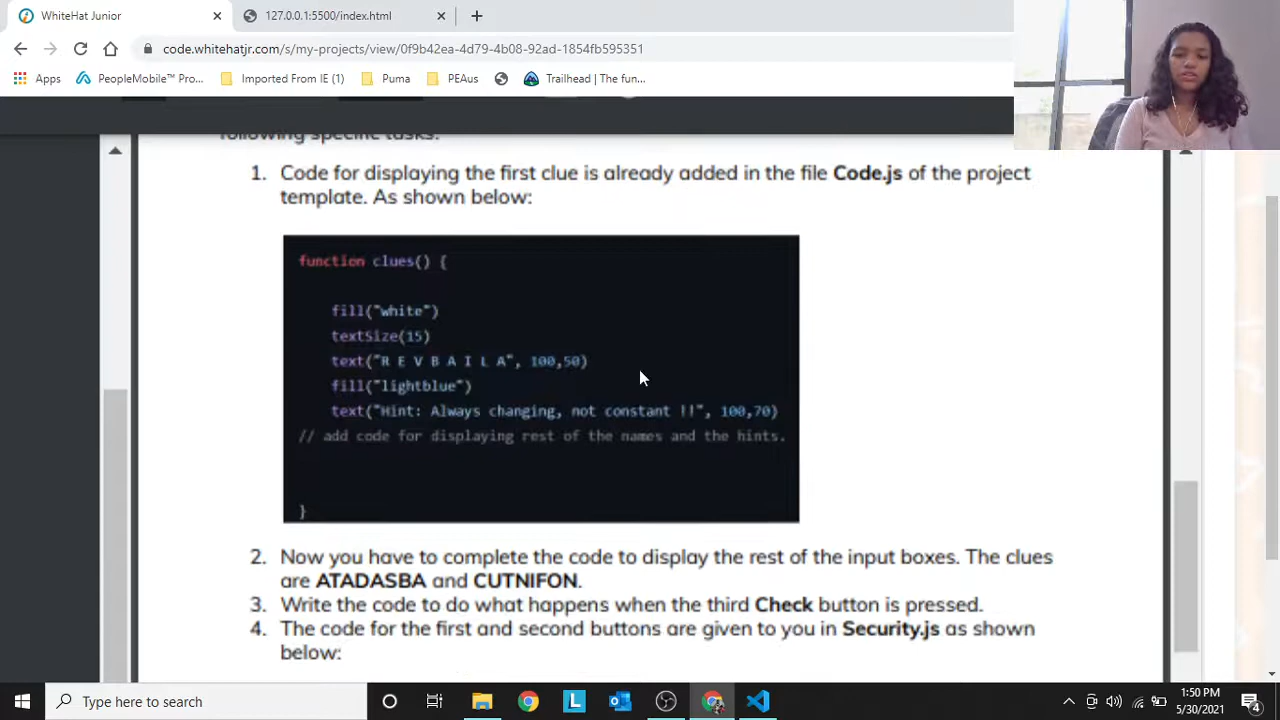 WhiteHat Junior
127.0.0.1:5500/index.html
code.whitehatjr.com/s/my-projects/view/0f9b42ea-4d79-4b08-92ad-1854fb595351
Apps PeopleMobile™ Pro... Imported From IE (1) Puma PEAus Trailhead | The fun...
following specific tasks:
1. Code for displaying the first clue is already added in the file Code.js of the project
template. As shown below:
function clues() {
fill("white")
textSize(15)
text("R E V B A I L A", 100,50)
fill("lightblue")
text("Hint: Always changing, not constant !!", 100,70)
// add code for displaying rest of the names and the hints.
}
2. Now you have to complete the code to display the rest of the input boxes. The clues
are ATADASBA and CUTNIFON.
3. Write the code to do what happens when the third Check button is pressed.
4. The code for the first and second buttons are given to you in Security.js as shown
below:
Type here to search
L
1:50 PM
5/30/2021
4